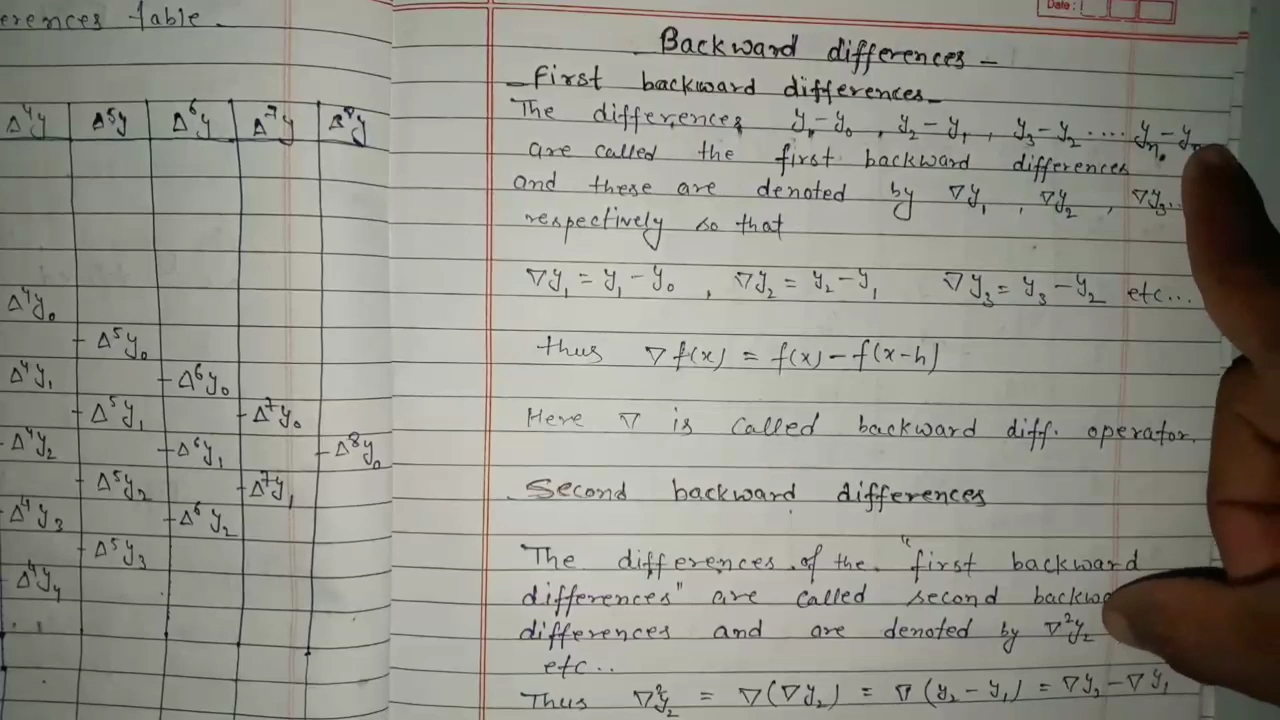 erences table.
Δ⁴y Δ⁵y Δ⁶y Δ⁷y Δ⁸y
Δ⁴y₀
Δ⁵y₀
Δ⁴y₁ Δ⁶y₀
Δ⁵y₁ Δ⁷y₀
Δ⁴y₂ Δ⁶y₁ Δ⁸y₀
Δ⁵y₂ Δ⁷y₁
Δ⁴y₃ Δ⁶y₂
Δ⁵y₃
Δ⁴y₄
Date :
Backward differences –
First backward differences –
The differences y₁–y₀ , y₂–y₁ , y₃–y₂ ..... yₙ–y
are called the first backward differences
and these are denoted by ∇y₁ , ∇y₂ , ∇y₃..
respectively so that
∇y₁ = y₁ – y₀ , ∇y₂ = y₂ – y₁ ∇y₃ = y₃ – y₂ etc...
thus ∇f(x) = f(x) – f(x–h)
Here ∇ is called backward diff. operator.
Second backward differences
The differences of the "first backward
differences" are called second
differences and are denoted by ∇²y₂
etc..
Thus ∇²y₂ = ∇(∇y₂) = ∇(y₂ – y₁) = ∇y₂ – ∇y₁